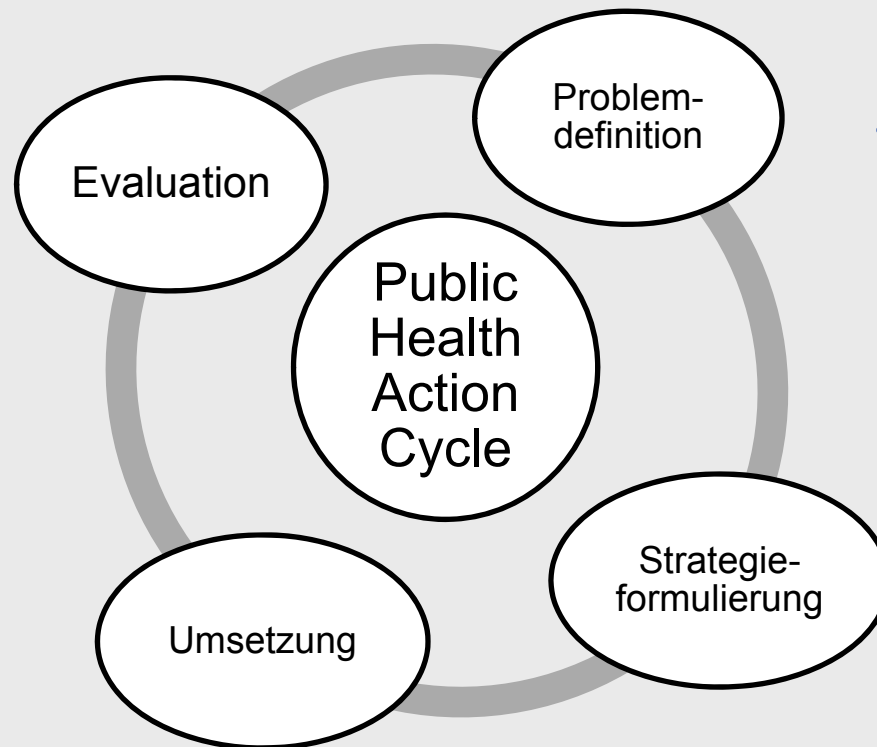 Problem-
definition
Evaluation
Public
Health
Action
Cycle
Strategie-
formulierung
Umsetzung